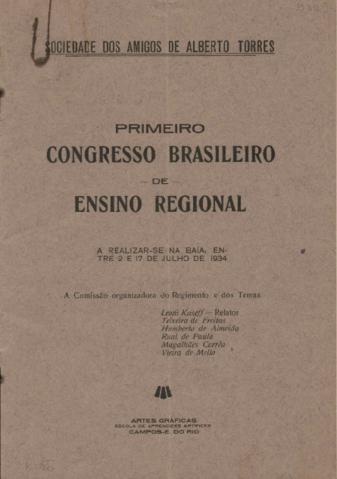 SOCIEDADE DOS AMIGOS DE ALBERTO TORRES
PRIMEIRO
CONGRESSO BRASILEIRO
— DE —
ENSINO REGIONAL
A REALIZAR-SE NA BAÍA, EN-
TRE 2 E 17 DE JULHO DE 1934
A Comissão organizadora do Regimento e dos Temas
Leoni Kaseff — Relator
Teixeira de Freitas
Humberto de Almeida
Raul de Paula
Magalhães Corrêa
Vieira de Mello
ARTES GRÁFICAS
ESCOLA DE APRENDIZES ARTIFICES
CAMPOS-E. DO RIO